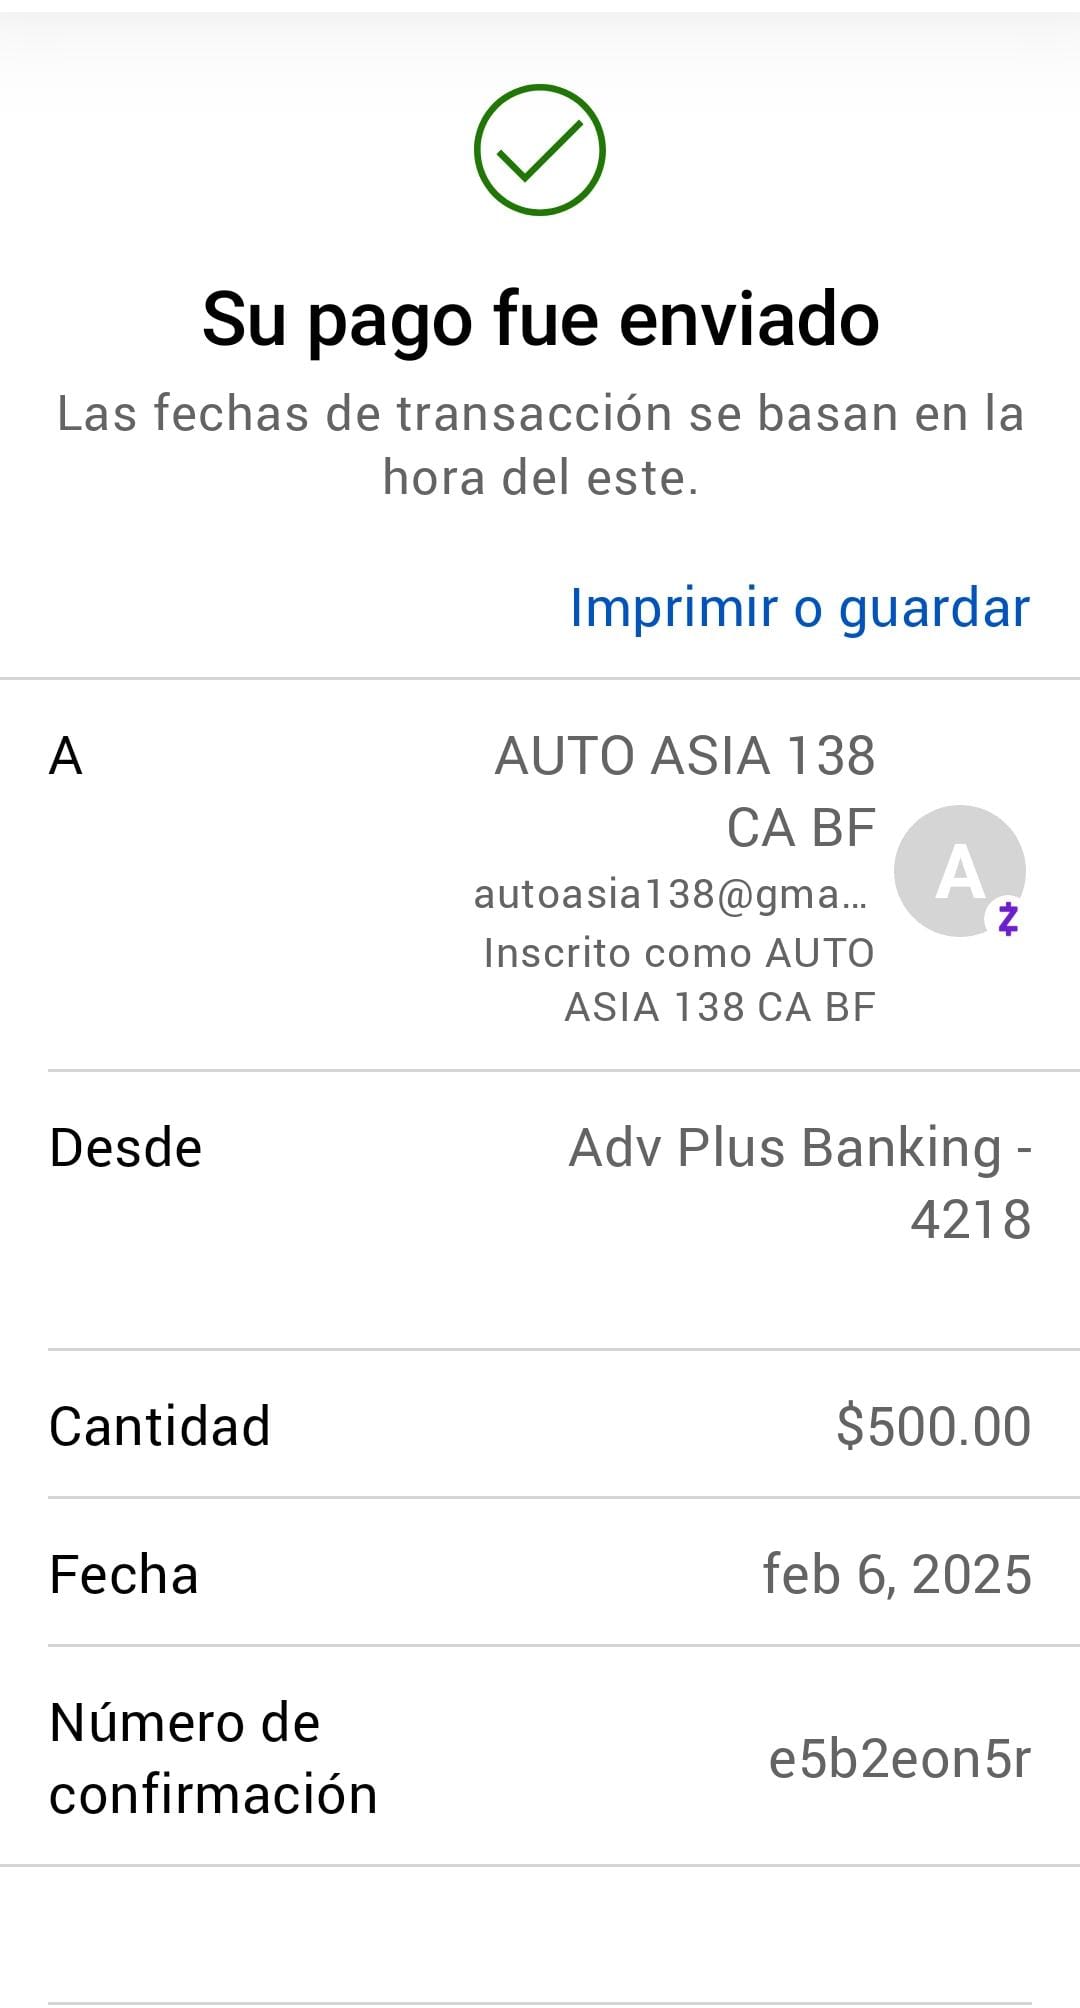 Su pago fue enviado
Las fechas de transacción se basan en la
hora del este.
Imprimir o guardar
A
AUTO ASIA 138
CA BF
autoasia138@gma...
Inscrito como AUTO
ASIA 138 CA BF
A
Desde
Adv Plus Banking -
4218
Cantidad
$500.00
Fecha
feb 6, 2025
Número de
confirmación
e5b2eon5r